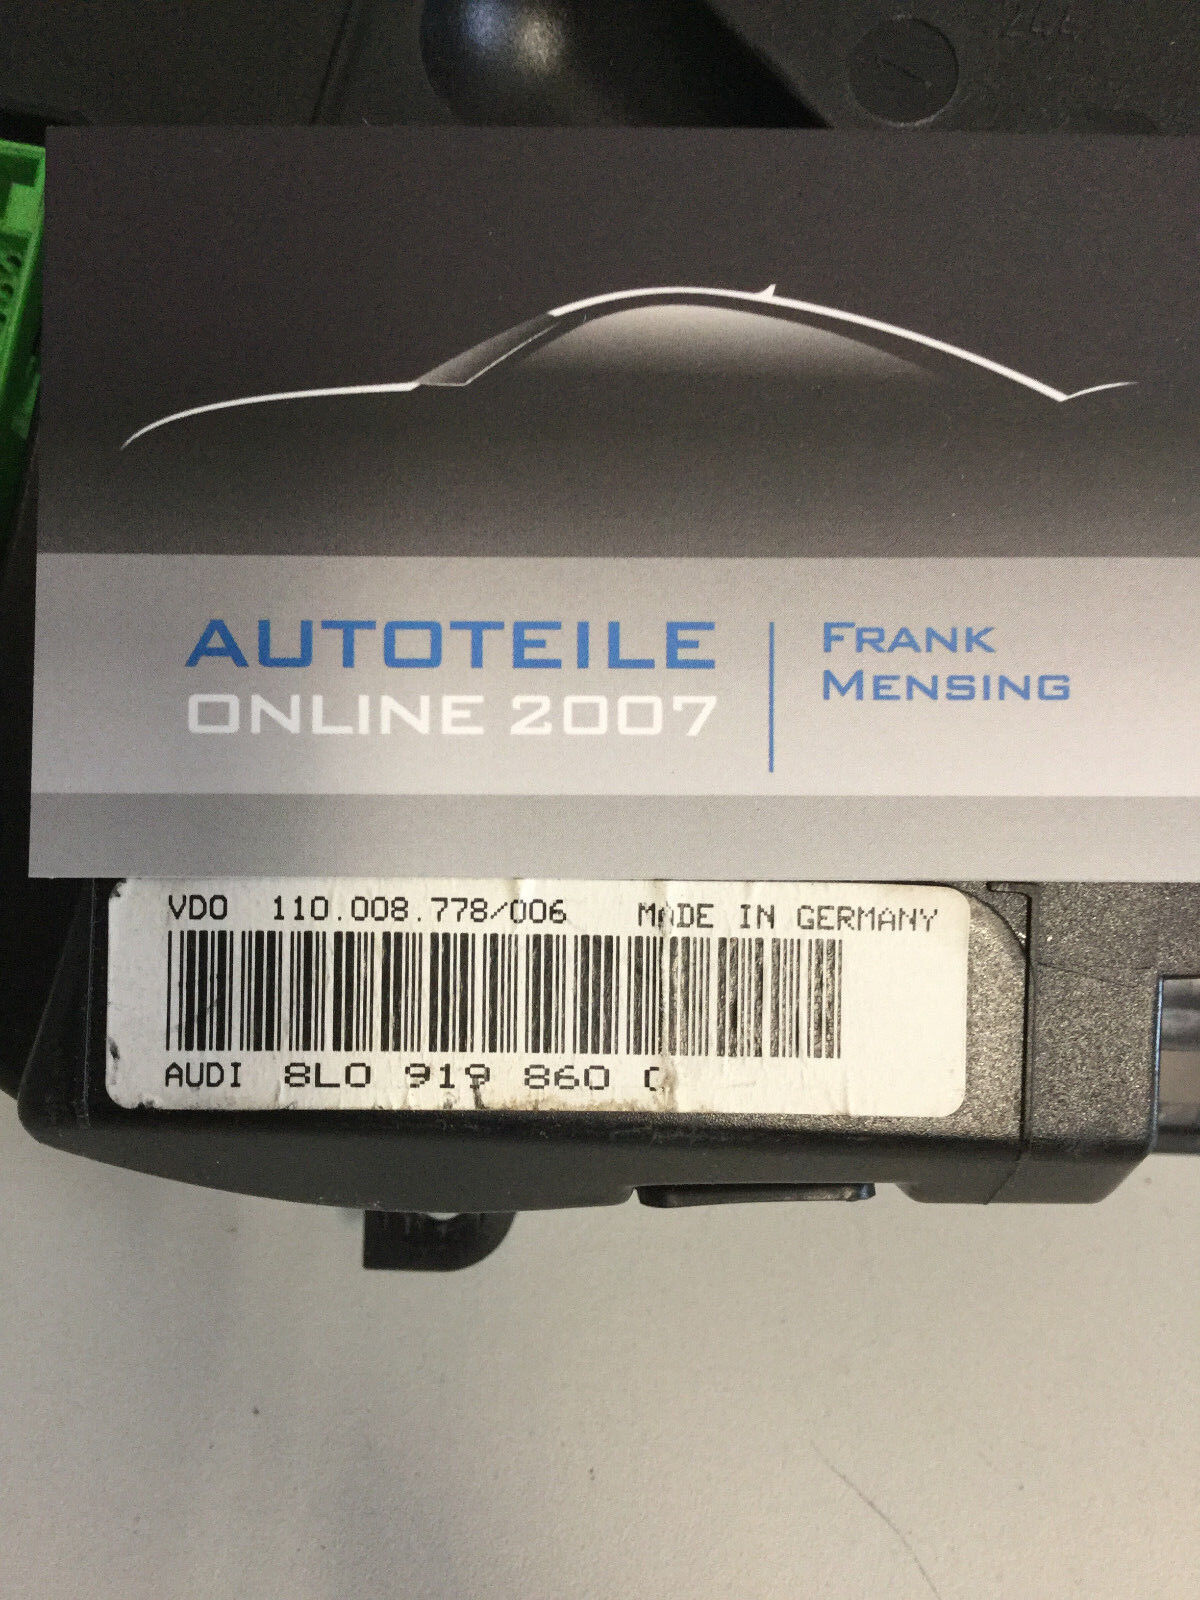 AUTOTEILE
ONLINE 2007
FRANK
MENSING
VDO 110.008.778/006 MADE IN GERMANY
AUDI 8L0 919 860